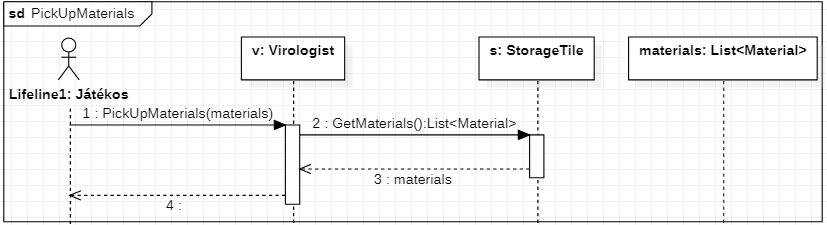 sd PickUpMaterials
v: Virologist
s: StorageTile
materials: List<Material>
Lifeline1: Játékos
1 : PickUpMaterials(materials)
2 : GetMaterials():List<Material>
3 : materials
4 :